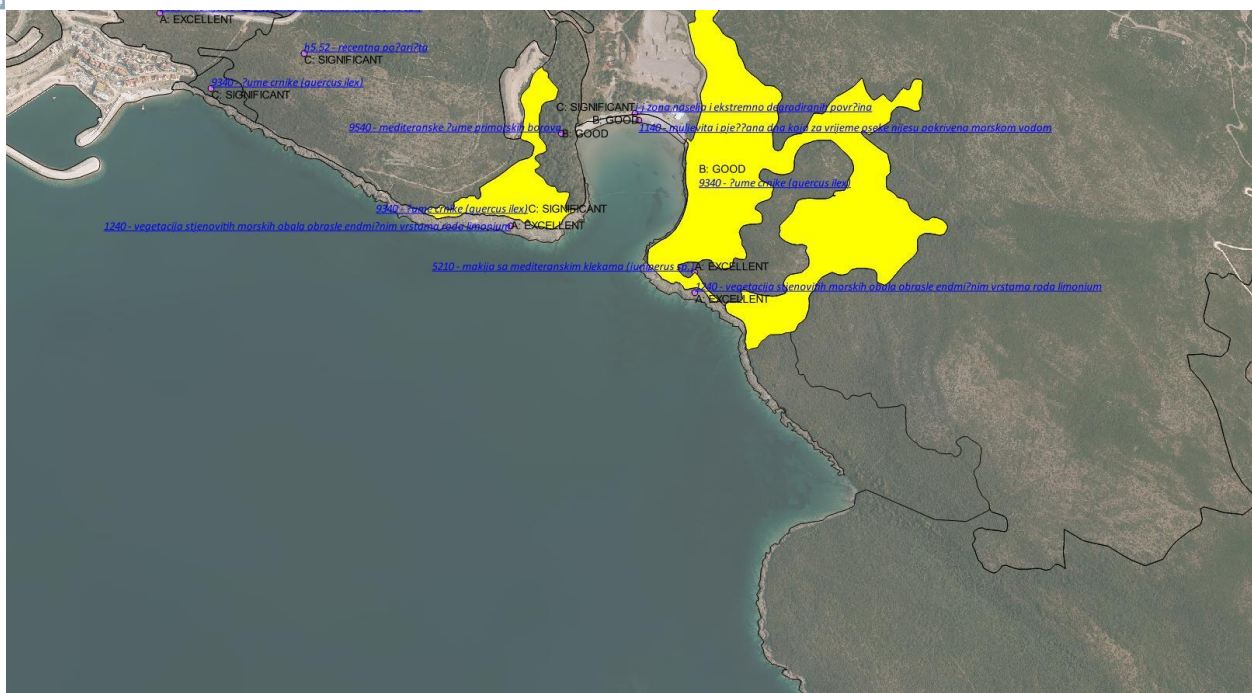 A: EXCELLENT
h5.52 - recentna po?ari?ta
C: SIGNIFICANT
9340 - ?ume crnike (quercus ilex)
C: SIGNIFICANT
C: SIGNIFICANT
j-j zona naselja i ekstremno degradiranih povr?ina
B: GOOD
9540 - mediteranske ?ume primorskih borova
B: GOOD
1140 - muljevita i pje??ana dna koja za vrijeme oseke nijesu pokrivena morskom vodom
B: GOOD
9340 - ?ume crnike (quercus ilex)
9340 - ?ume crnike (quercus ilex)
C: SIGNIFICANT
1240 - vegetacija stjenovitih morskih obala obrasle endmi?nim vrstama roda limonium
A: EXCELLENT
5210 - makija sa mediteranskim klekama (juniperus sp.)
A: EXCELLENT
1240 - vegetacija stjenovitih morskih obala obrasle endmi?nim vrstama roda limonium
A: EXCELLENT